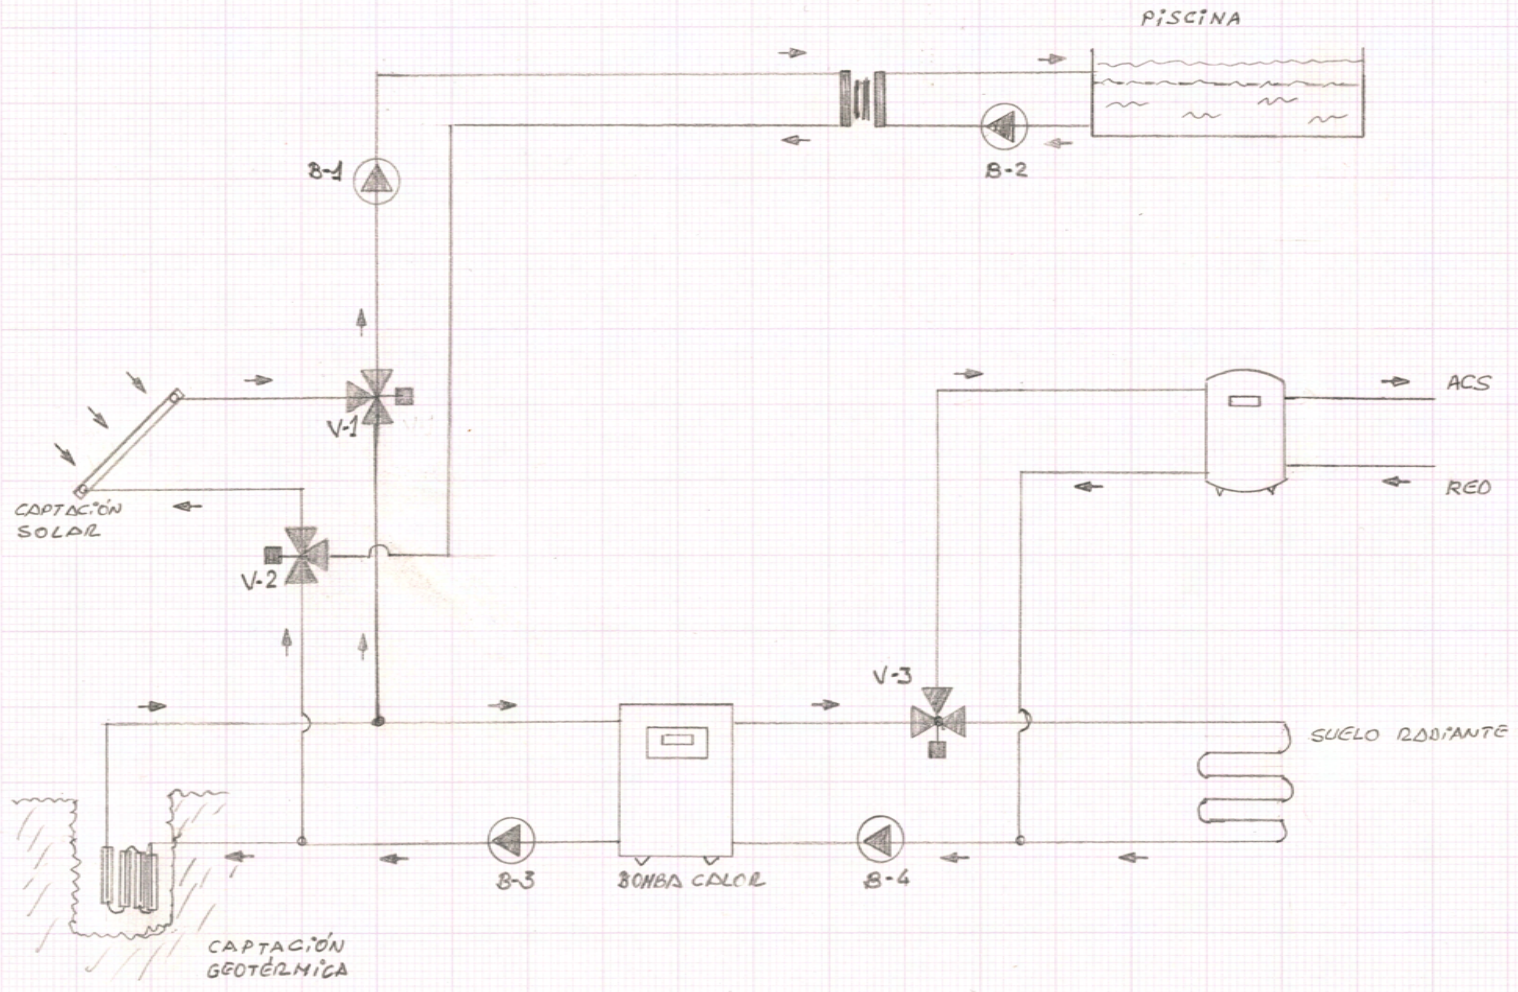 PISCINA
B-1
B-2
V-1
ACS
RED
CAPTACIÓN
SOLAR
V-2
V-3
SUELO RADIANTE
B-3
BOMBA CALOR
B-4
CAPTACIÓN
GEOTÉRMICA